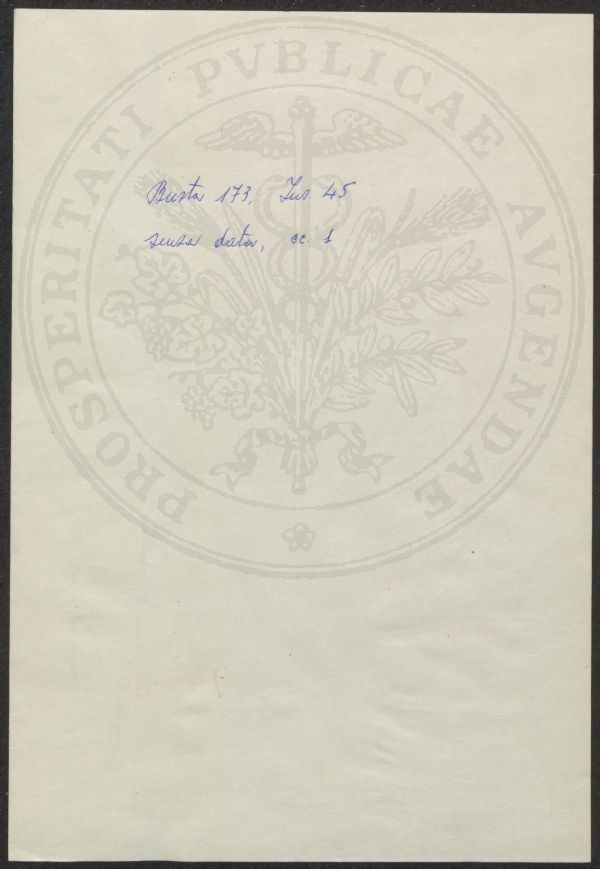 PROSPERITATI PVBLICAE AVGENDAE
Busta 173, Ins. 45
senza data, cc. 1